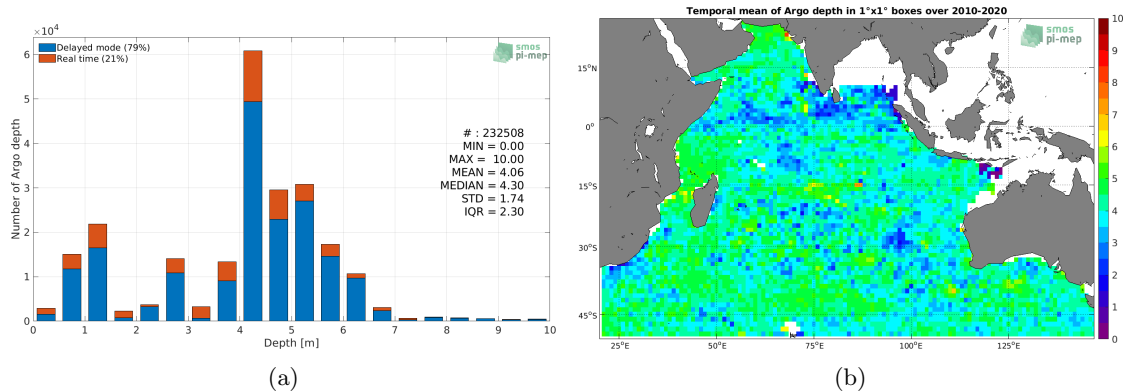 ×10⁴
6
5
4
3
2
1
0
Number of Argo depth
Delayed mode (79%)
Real time (21%)
smos
pi-mep
# : 232508
MIN = 0.00
MAX = 10.00
MEAN = 4.06
MEDIAN = 4.30
STD = 1.74
IQR = 2.30
0 1 2 3 4 5 6 7 8 9 10
Depth [m]
(a)
Temporal mean of Argo depth in 1°x1° boxes over 2010-2020
smos
pi-mep
15°N
0°
15°S
30°S
45°S
25°E 50°E 75°E 100°E 125°E
10
9
8
7
6
5
4
3
2
1
0
(b)